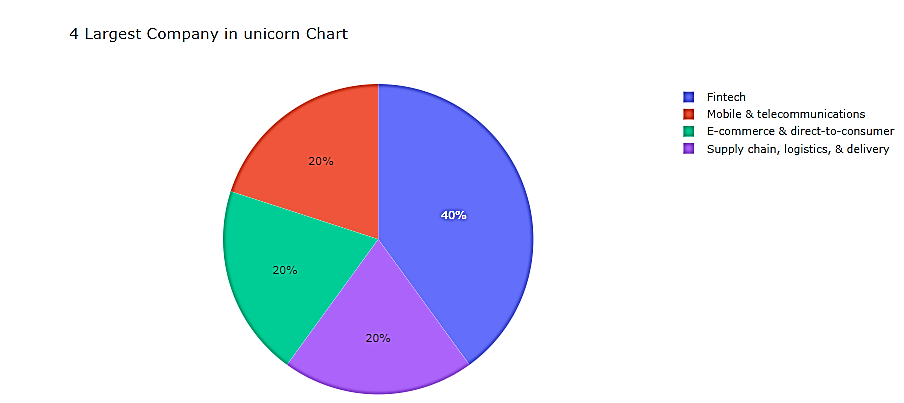 4 Largest Company in unicorn Chart
Fintech
Mobile & telecommunications
E-commerce & direct-to-consumer
Supply chain, logistics, & delivery
20%
40%
20%
20%